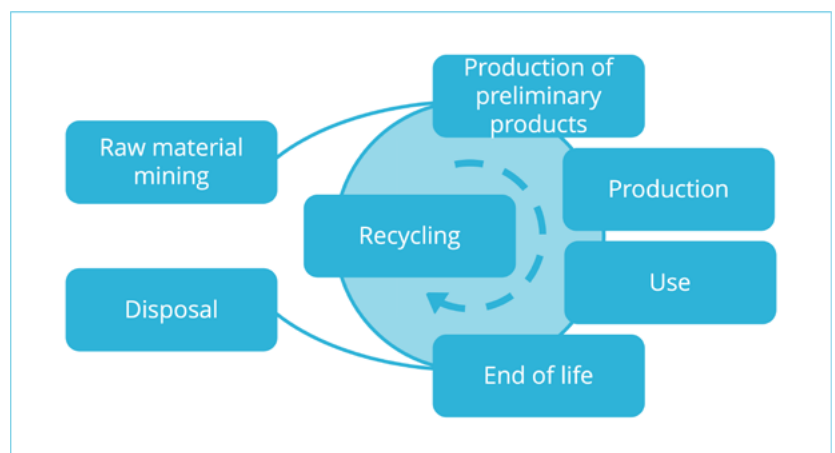 Production of
preliminary
products
Raw material
mining
Production
Recycling
Use
Disposal
End of life